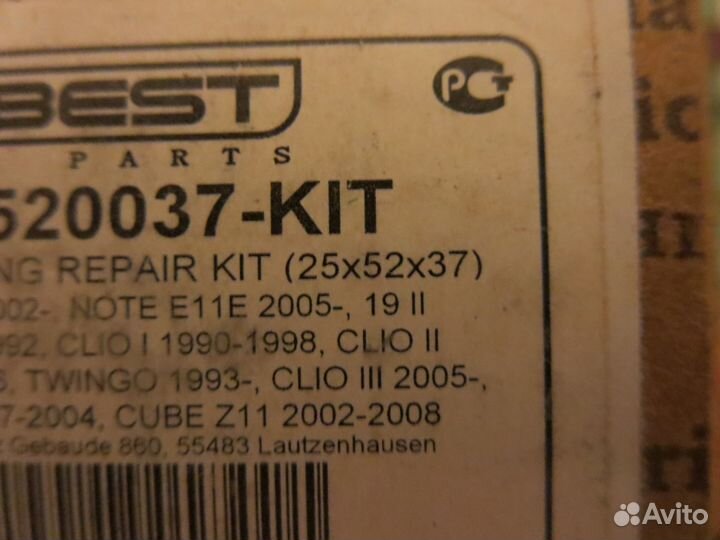 BEST
PARTS
520037-KIT
NG REPAIR KIT (25x52x37)
002-, NOTE E11E 2005-, 19 II
992, CLIO I 1990-1998, CLIO II
TWINGO 1993-, CLIO III 2005-,
7-2004, CUBE Z11 2002-2008
Gebaude 860, 55483 Lautzenhausen
Avito